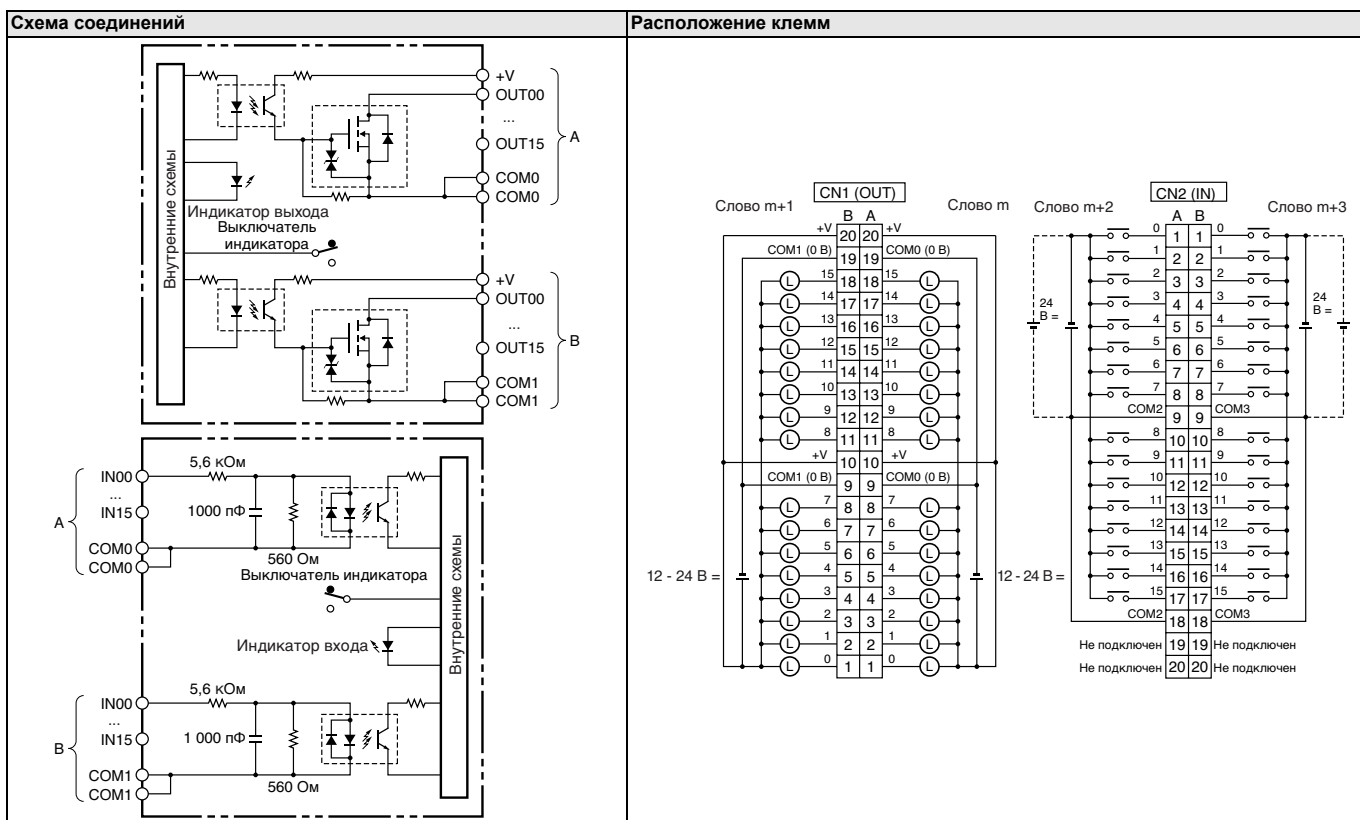 Схема соединений
Расположение клемм
Внутренние схемы
+V
OUT00
...
OUT15
COM0
COM0
A
Индикатор выхода
Выключатель
индикатора
+V
OUT00
...
OUT15
COM1
COM1
B
A
IN00
...
IN15
COM0
COM0
5,6 кОм
1000 пФ
560 Ом
Выключатель индикатора
Индикатор входа
Внутренние схемы
B
IN00
...
IN15
COM1
COM1
5,6 кОм
1 000 пФ
560 Ом
CN1 (OUT)
Слово m+1 B A Слово m
+V 20 20 +V
COM1 (0 В) 19 19 COM0 (0 В)
L 15 18 18 15 L
L 14 17 17 14 L
L 13 16 16 13 L
L 12 15 15 12 L
L 11 14 14 11 L
L 10 13 13 10 L
L 9 12 12 9 L
L 8 11 11 8 L
+V 10 10 +V
COM1 (0 В) 9 9 COM0 (0 В)
L 7 8 8 7 L
L 6 7 7 6 L
L 5 6 6 5 L
12 - 24 В = L 4 5 5 4 L 12 - 24 В =
L 3 4 4 3 L
L 2 3 3 2 L
L 1 2 2 1 L
L 0 1 1 0 L
CN2 (IN)
Слово m+2 A B Слово m+3
0 1 1 0
1 2 2 1
2 3 3 2
3 4 4 3
24
В =
24
В =
4 5 5 4
5 6 6 5
6 7 7 6
7 8 8 7
COM2 9 9 COM3
8 10 10 8
9 11 11 9
10 12 12 10
11 13 13 11
12 14 14 12
13 15 15 13
14 16 16 14
15 17 17 15
COM2 18 18 COM3
Не подключен 19 19 Не подключен
Не подключен 20 20 Не подключен